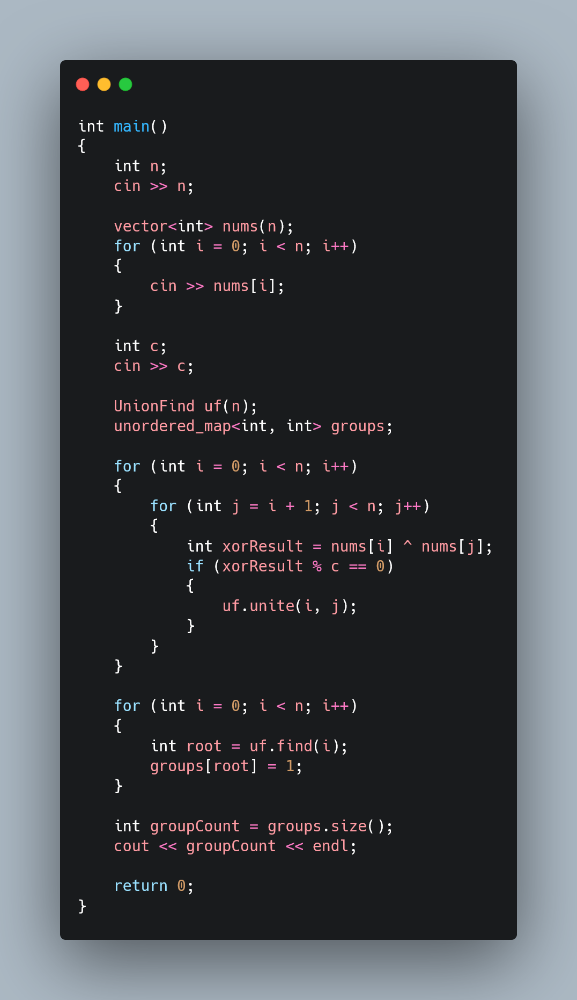 int main()
{
    int n;
    cin >> n;

    vector<int> nums(n);
    for (int i = 0; i < n; i++)
    {
        cin >> nums[i];
    }

    int c;
    cin >> c;

    UnionFind uf(n);
    unordered_map<int, int> groups;

    for (int i = 0; i < n; i++)
    {
        for (int j = i + 1; j < n; j++)
        {
            int xorResult = nums[i] ^ nums[j];
            if (xorResult % c == 0)
            {
                uf.unite(i, j);
            }
        }
    }

    for (int i = 0; i < n; i++)
    {
        int root = uf.find(i);
        groups[root] = 1;
    }

    int groupCount = groups.size();
    cout << groupCount << endl;

    return 0;
}